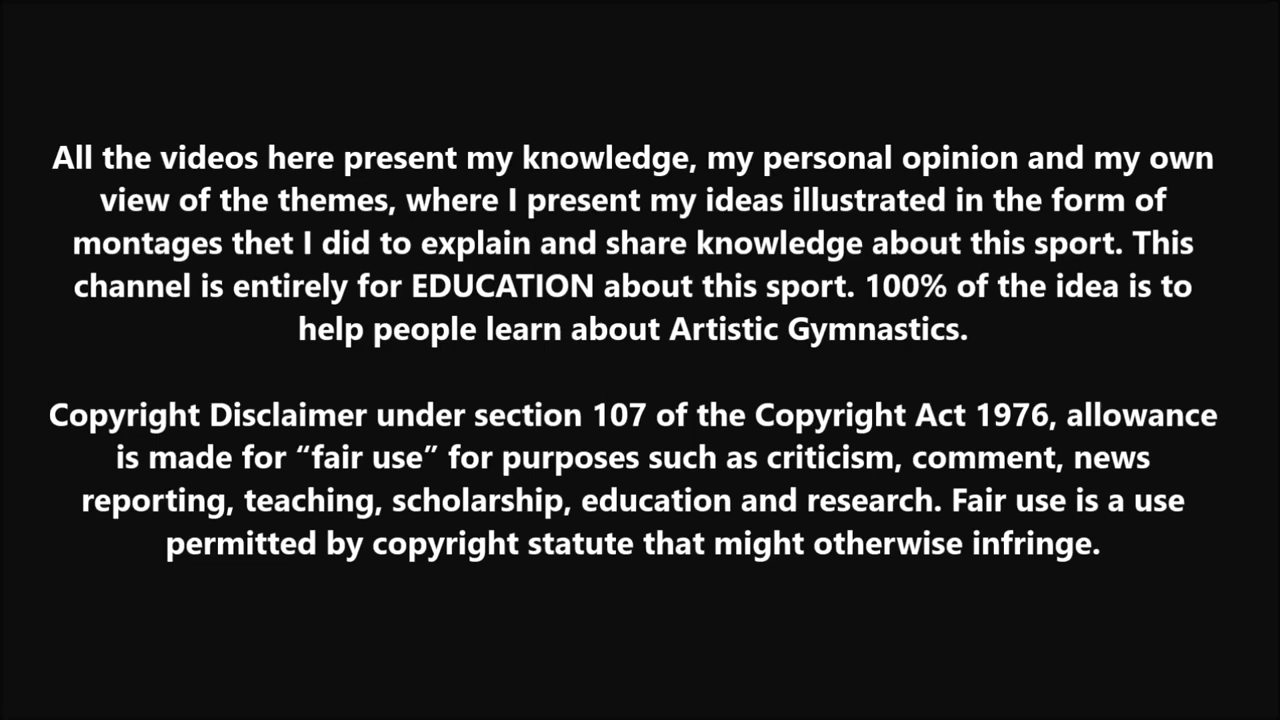 All the videos here present my knowledge, my personal opinion and my own
view of the themes, where I present my ideas illustrated in the form of
montages thet I did to explain and share knowledge about this sport. This
channel is entirely for EDUCATION about this sport. 100% of the idea is to
help people learn about Artistic Gymnastics.
Copyright Disclaimer under section 107 of the Copyright Act 1976, allowance
is made for “fair use” for purposes such as criticism, comment, news
reporting, teaching, scholarship, education and research. Fair use is a use
permitted by copyright statute that might otherwise infringe.